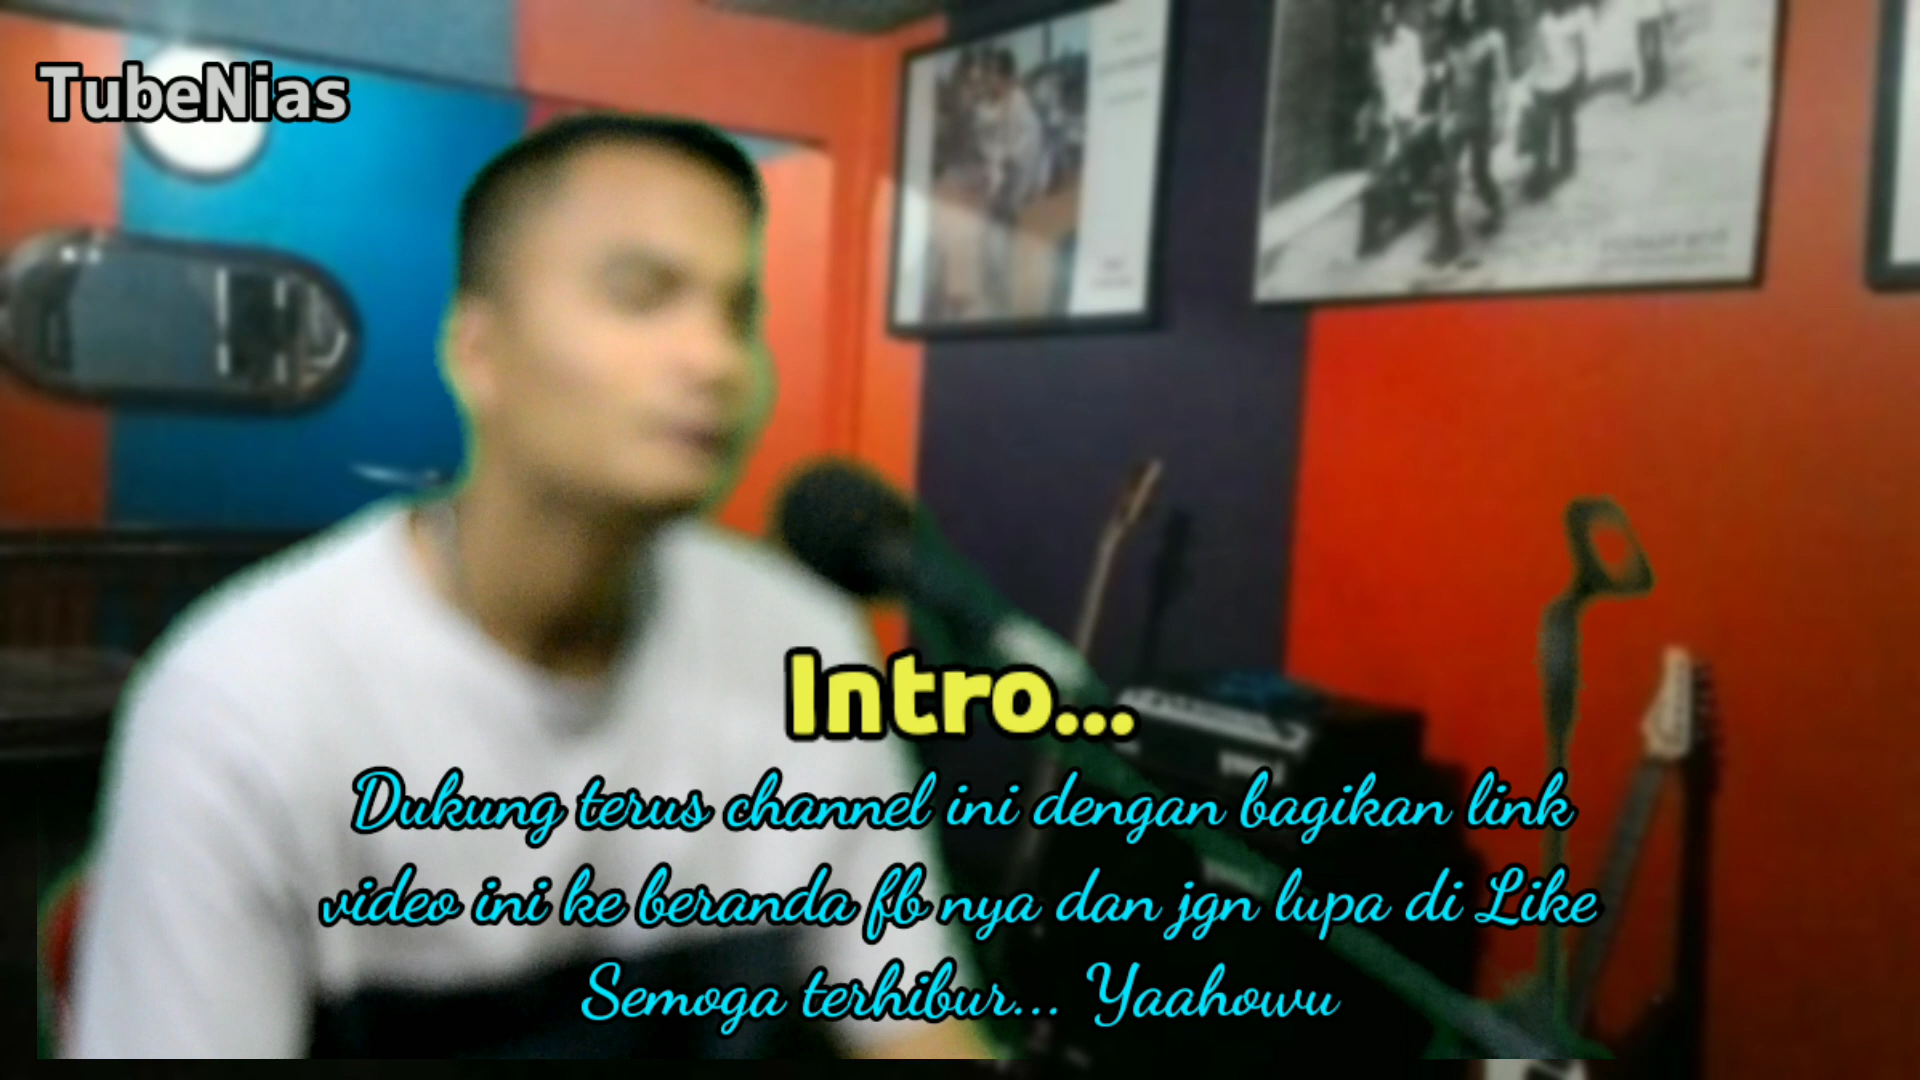 TubeNias
Intro...
Dukung terus channel ini dengan bagikan link
video ini ke beranda fb nya dan jgn lupa di Like
Semoga terhibur... Yaahowu